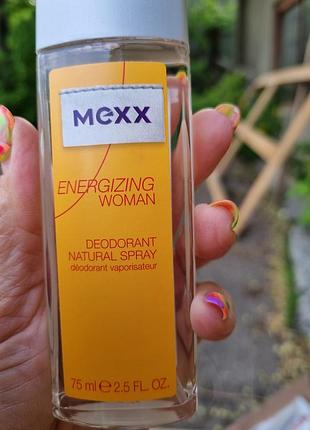 MEXX
ENERGIZING
WOMAN
DEODORANT
NATURAL SPRAY
déodorant vaporisateur
75 ml ℮ 2.5 FL. OZ.